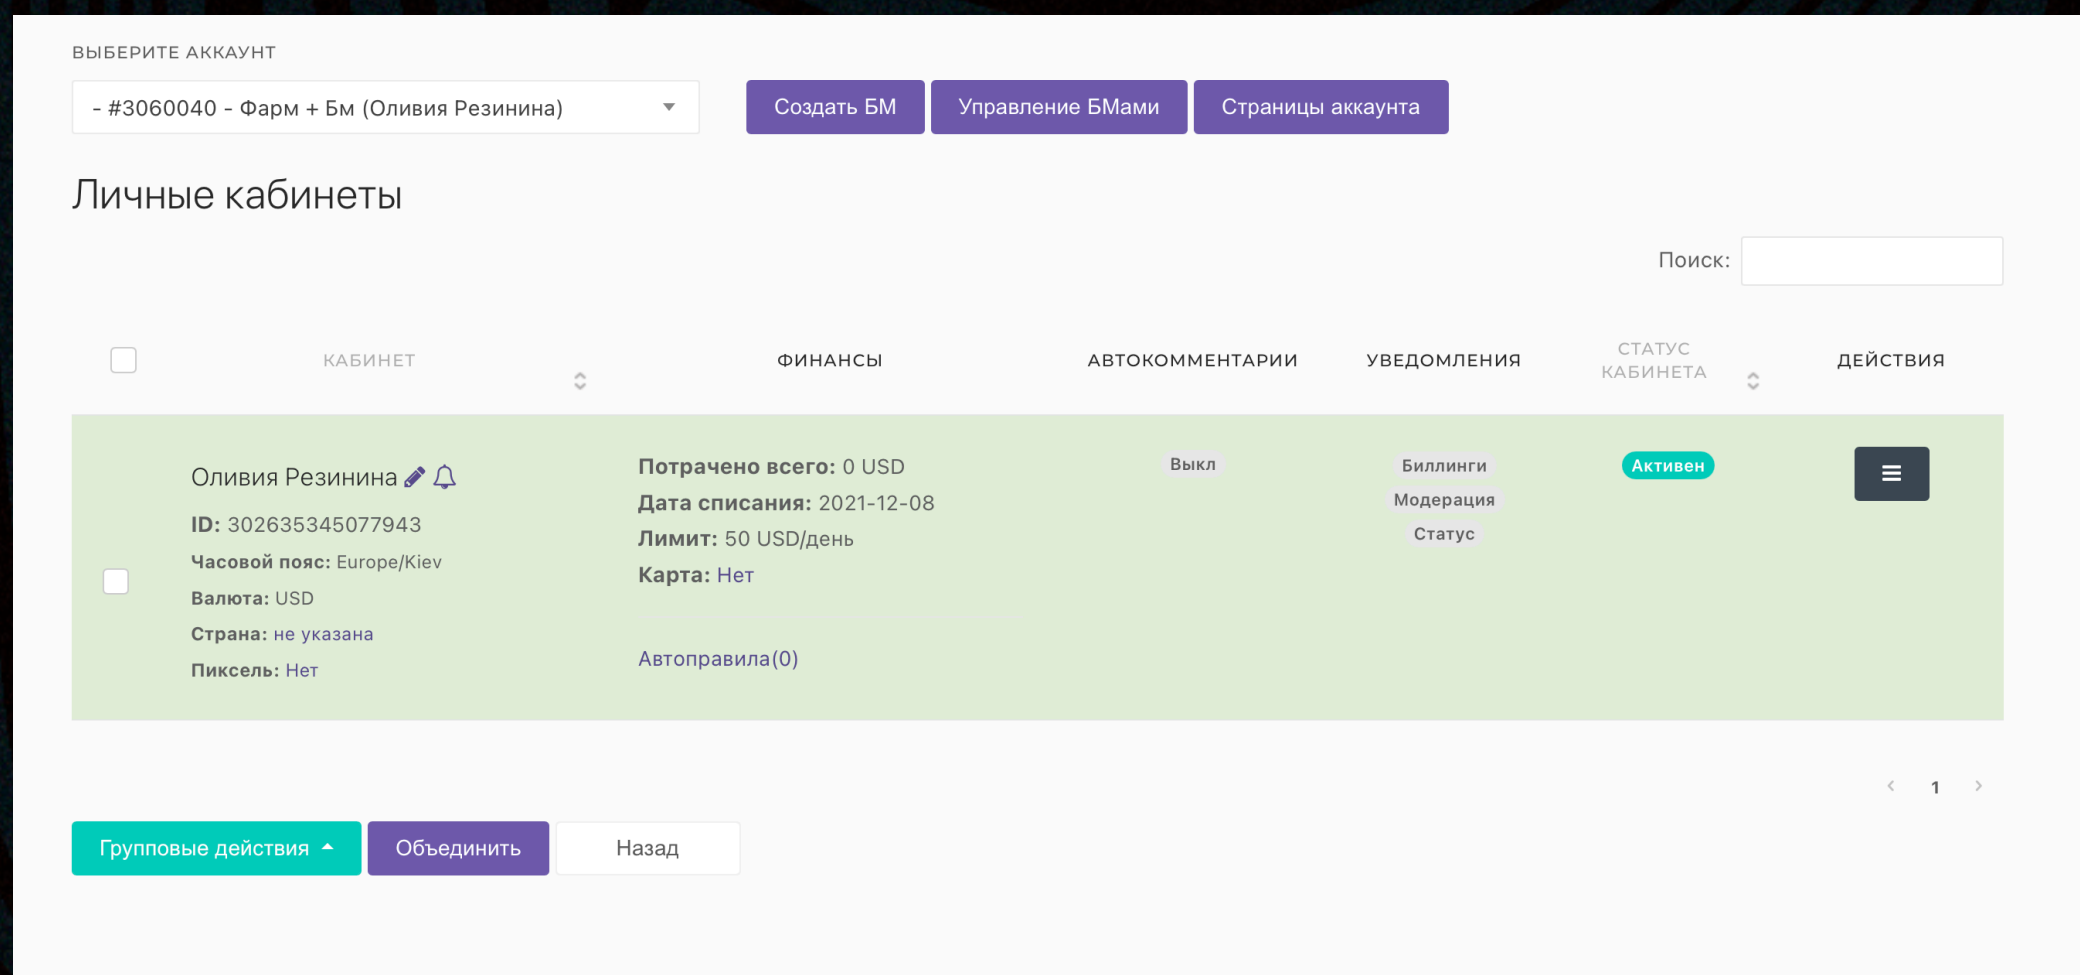 ВЫБЕРИТЕ АККАУНТ
- #3060040 - Фарм + Бм (Оливия Резинина)
Создать БМ
Управление БМами
Страницы аккаунта
Личные кабинеты
Поиск:
КАБИНЕТ
ФИНАНСЫ
АВТОКОММЕНТАРИИ
УВЕДОМЛЕНИЯ
СТАТУС
КАБИНЕТА
ДЕЙСТВИЯ
Оливия Резинина
ID: 302635345077943
Часовой пояс: Europe/Kiev
Валюта: USD
Страна: не указана
Пиксель: Нет
Потрачено всего: 0 USD
Дата списания: 2021-12-08
Лимит: 50 USD/день
Карта: Нет
Автоправила(0)
Выкл
Биллинги
Модерация
Статус
Активен
1
Групповые действия
Объединить
Назад